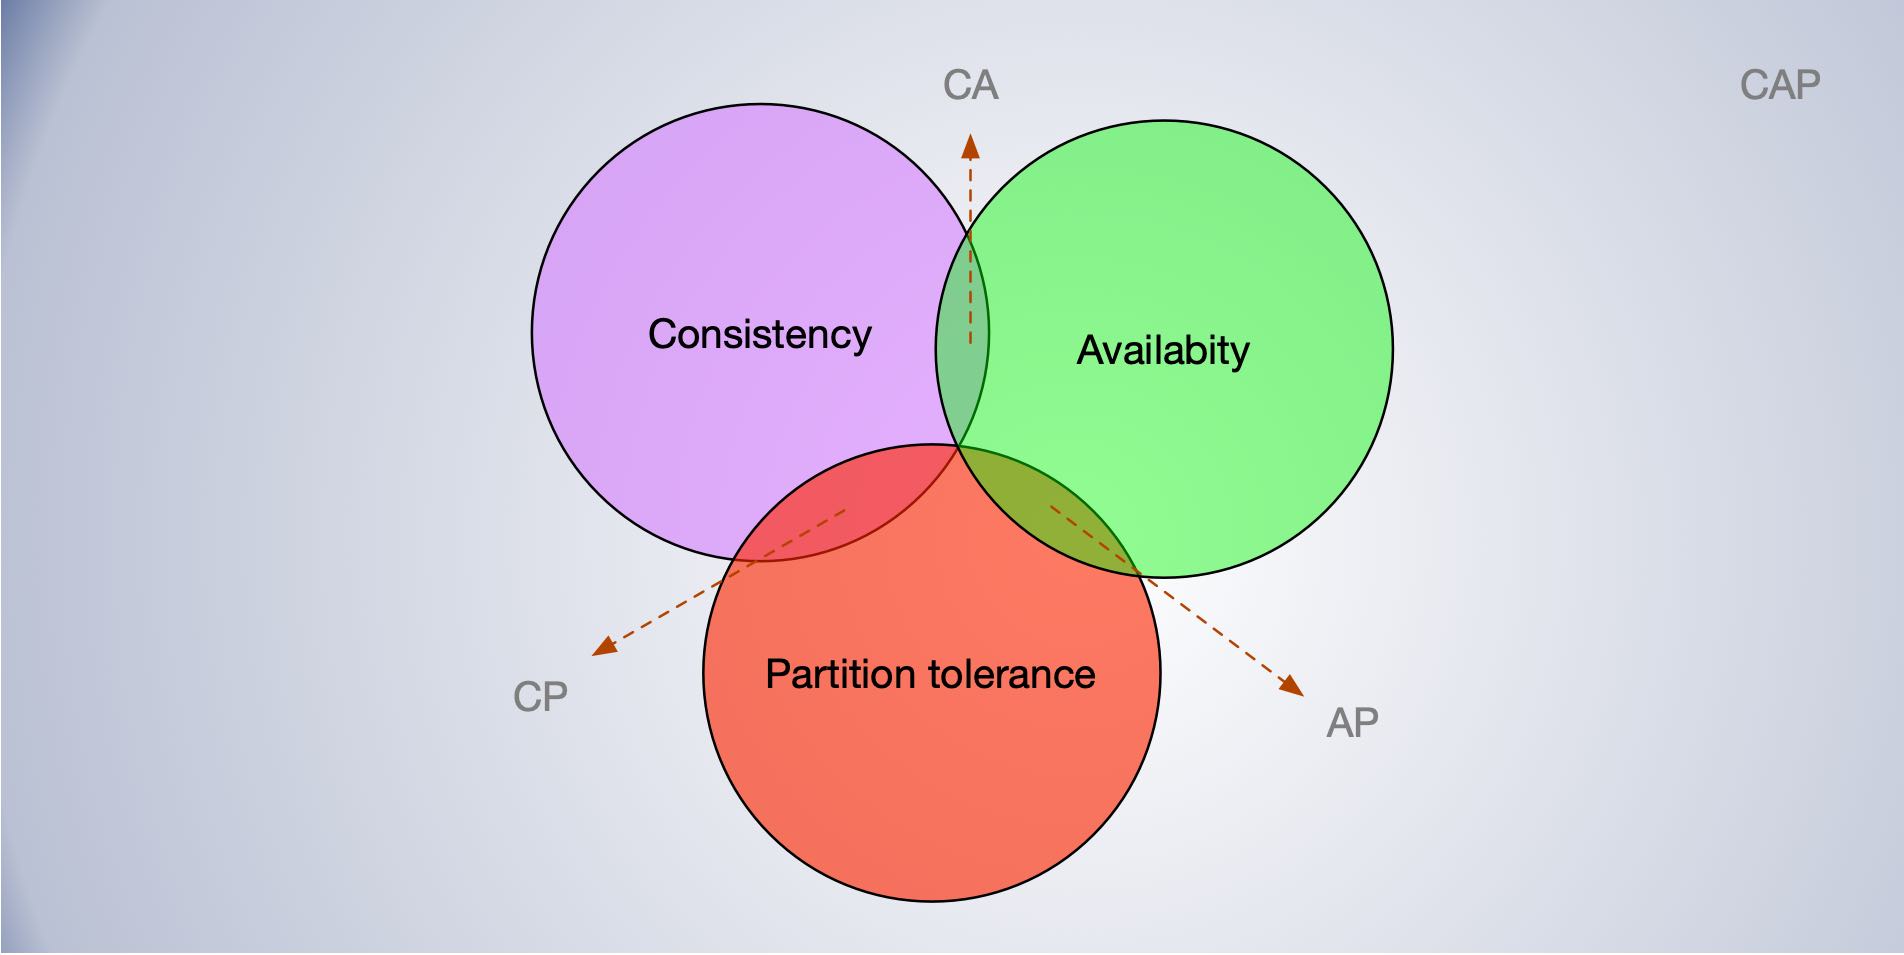 CA
CAP
Consistency
Availabity
Partition tolerance
CP
AP